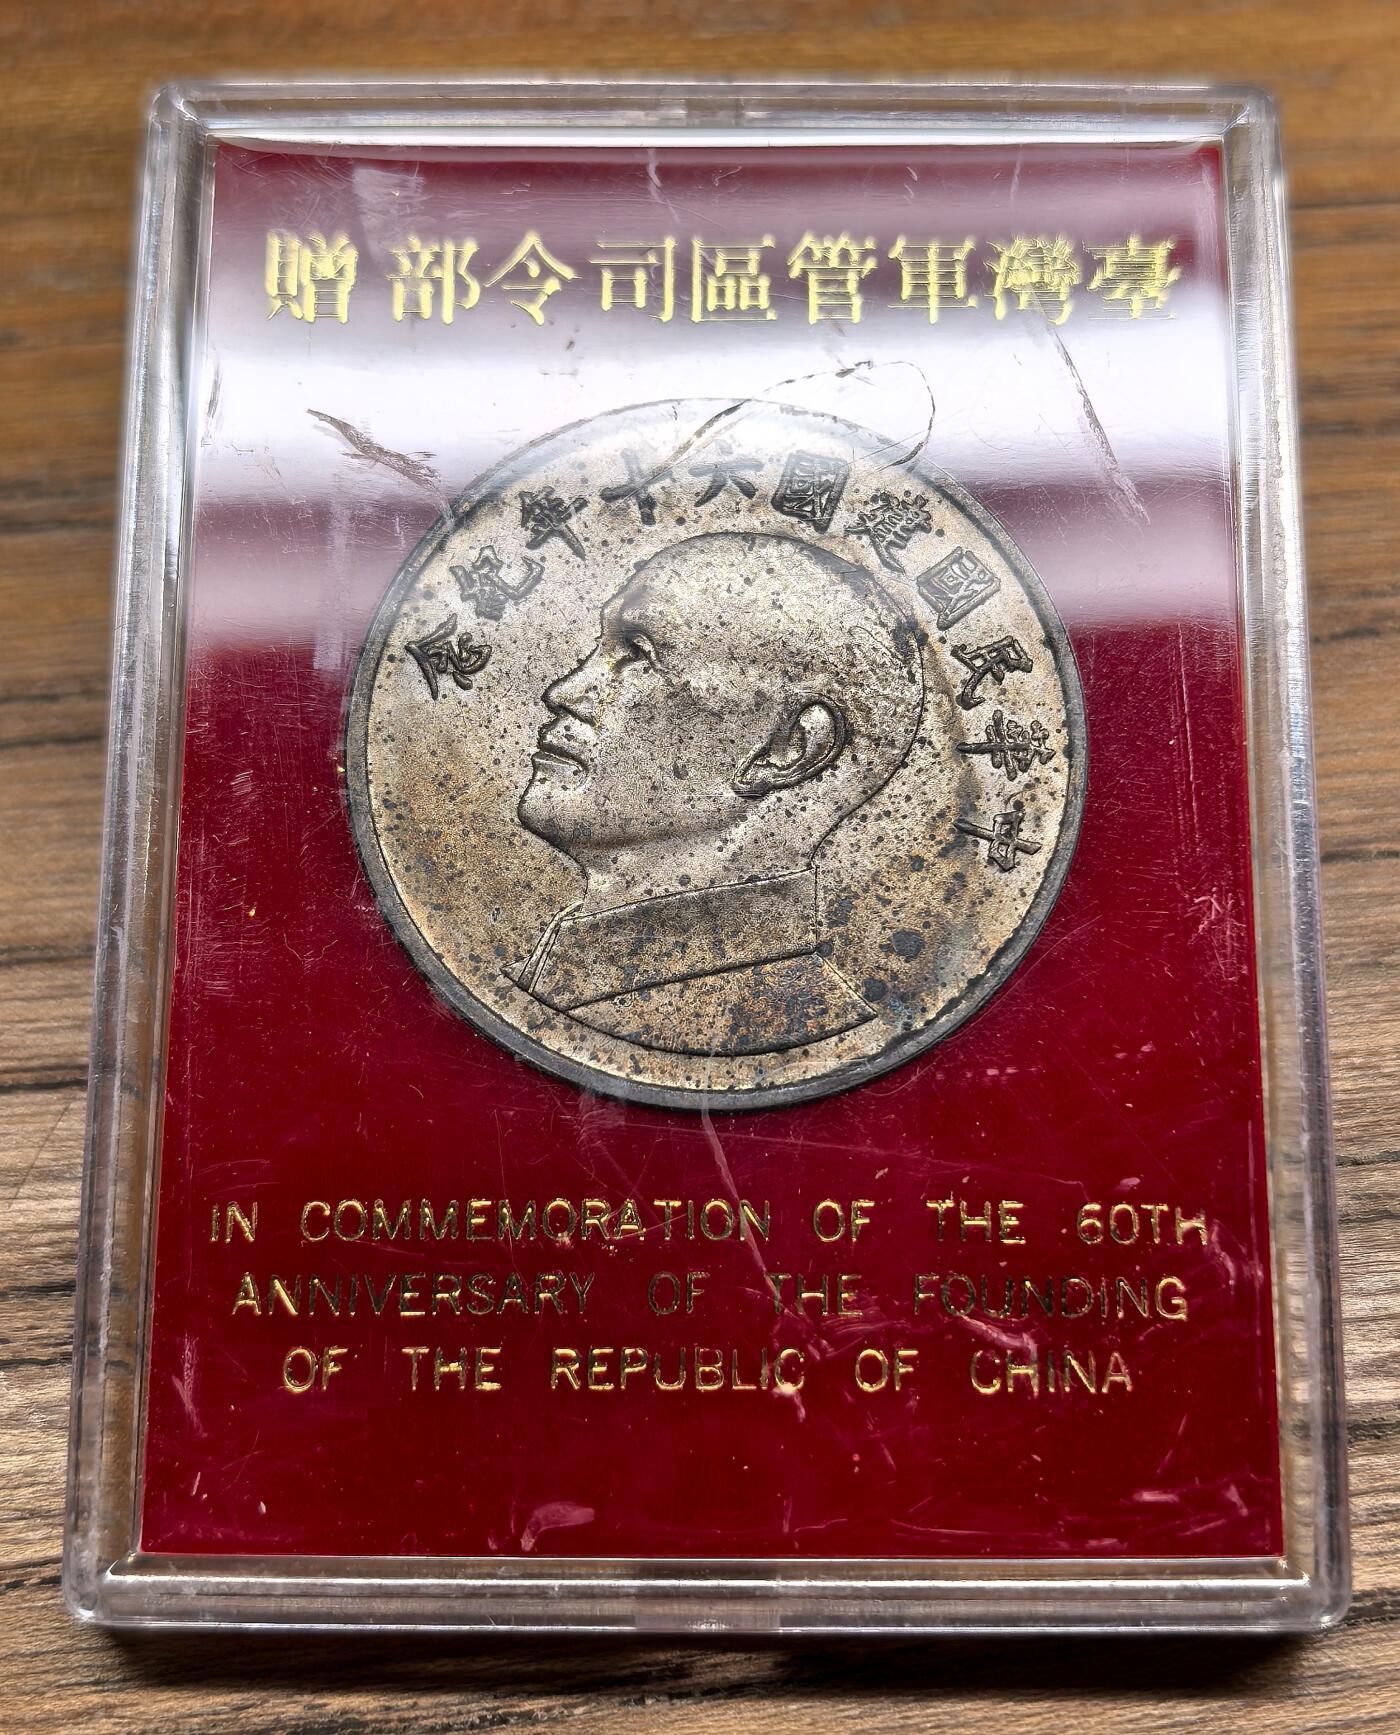 臺灣軍管區司令部 贈
中華民國建國六十年紀念
IN COMMEMORATION OF THE 60TH
ANNIVERSARY OF THE FOUNDING
OF THE REPUBLIC OF CHINA